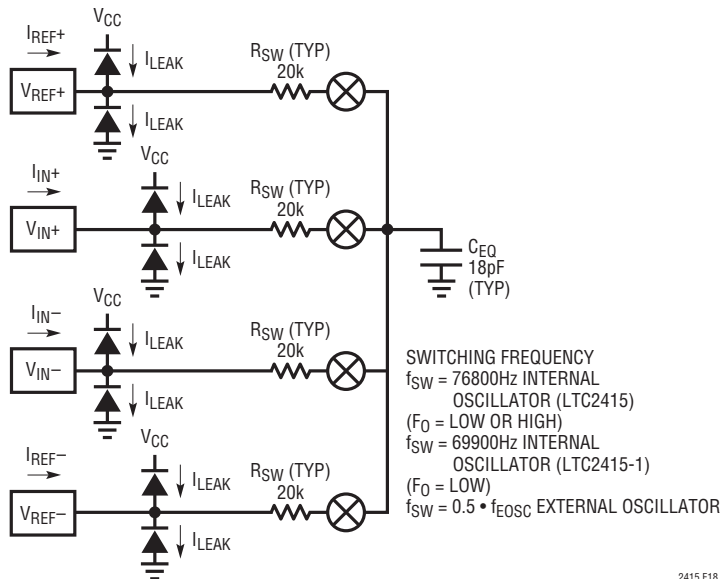 VCC
IREF+
ILEAK
VREF+
ILEAK
RSW (TYP)
20k
VCC
IIN+
ILEAK
VIN+
ILEAK
RSW (TYP)
20k
CEQ
18pF
(TYP)
VCC
IIN−
ILEAK
VIN−
ILEAK
RSW (TYP)
20k
VCC
IREF−
ILEAK
VREF−
ILEAK
RSW (TYP)
20k
SWITCHING FREQUENCY
fSW = 76800Hz INTERNAL
OSCILLATOR (LTC2415)
(FO = LOW OR HIGH)
fSW = 69900Hz INTERNAL
OSCILLATOR (LTC2415-1)
(FO = LOW)
fSW = 0.5 • fEOSC EXTERNAL OSCILLATOR
2415 F18